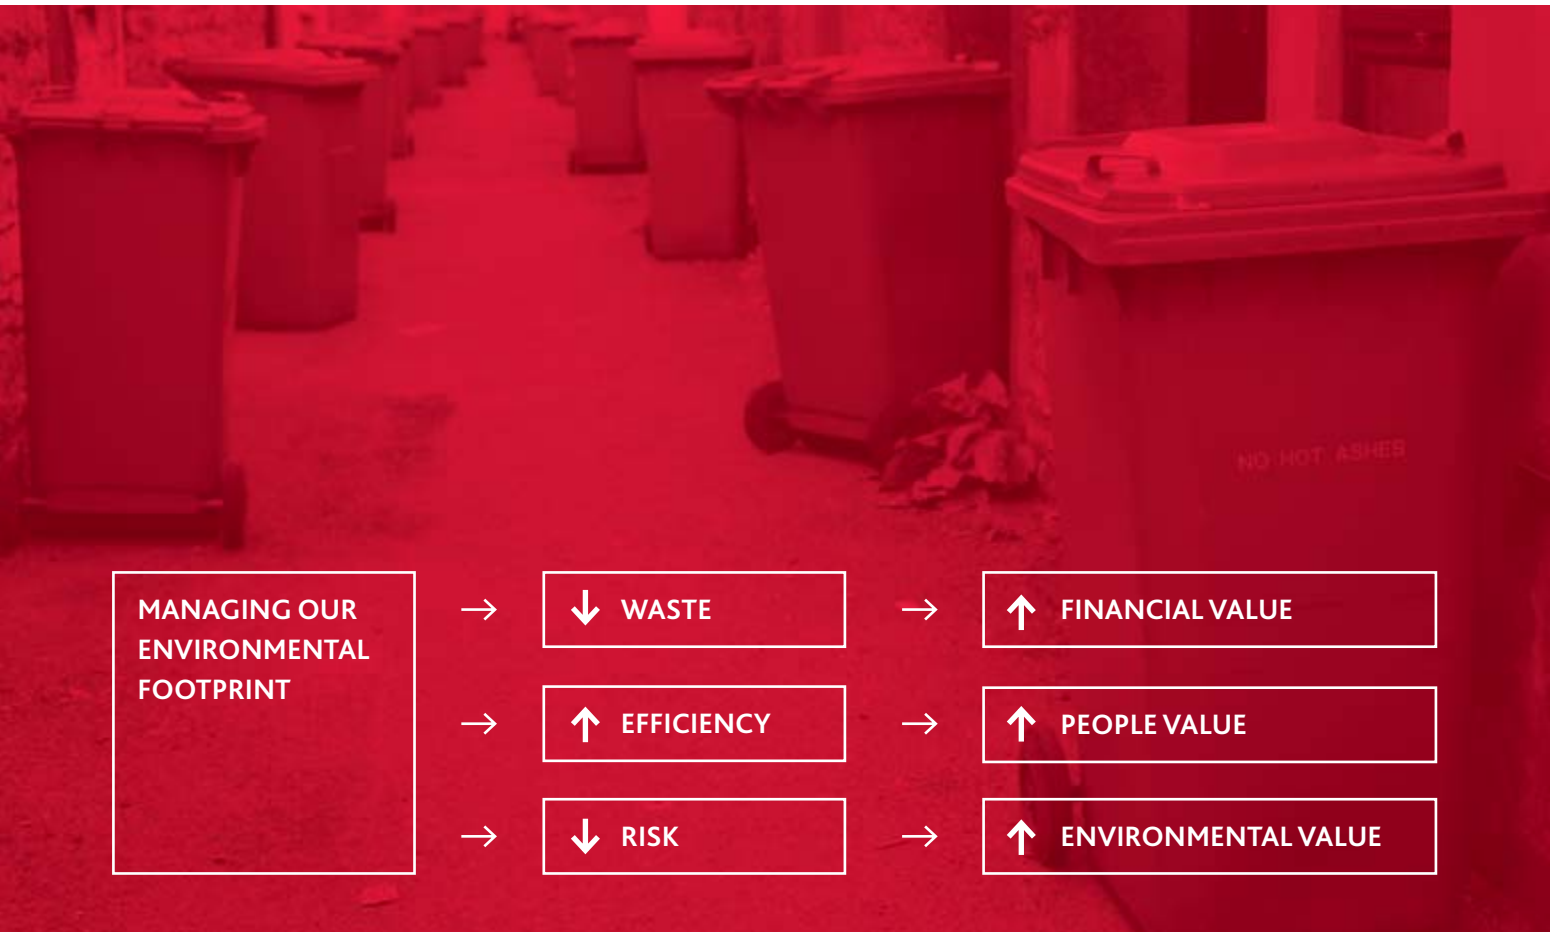 NO HOT ASHES
MANAGING OUR
ENVIRONMENTAL
FOOTPRINT
→ ↓ WASTE → ↑ FINANCIAL VALUE
→ ↑ EFFICIENCY → ↑ PEOPLE VALUE
→ ↓ RISK → ↑ ENVIRONMENTAL VALUE